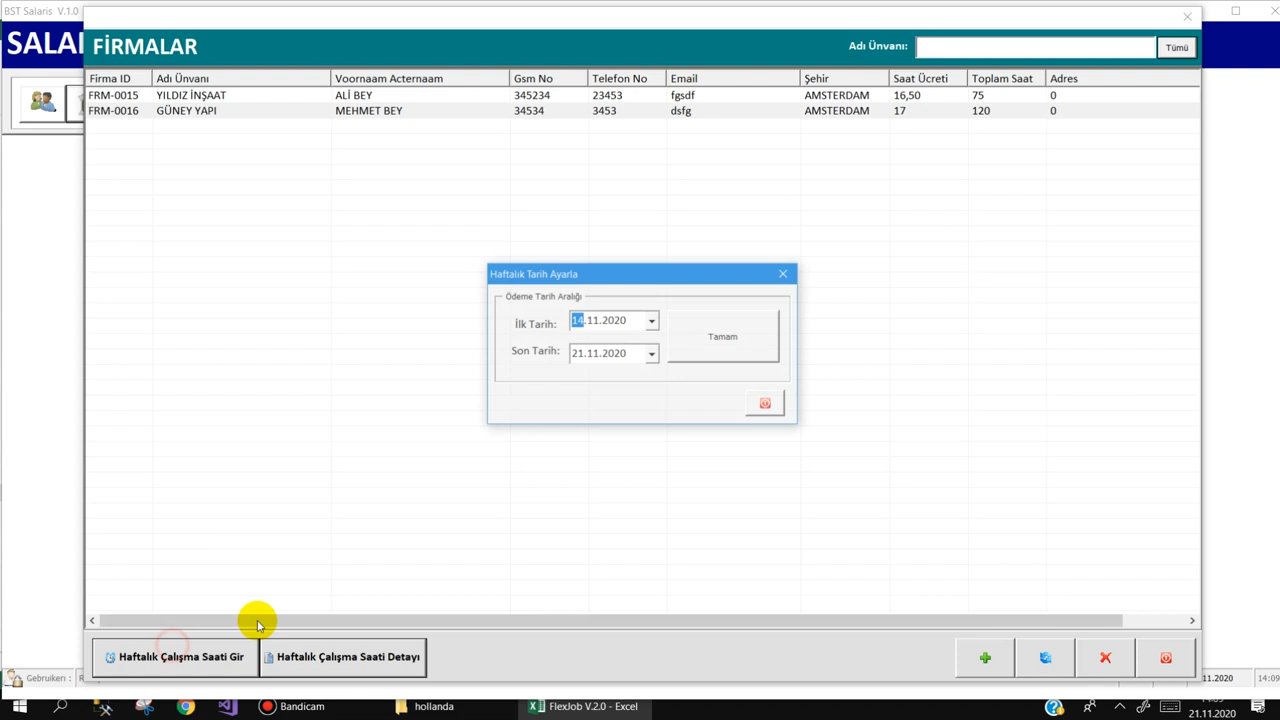 BST Salaris V.1.0
SALA
FİRMALAR
Adı Ünvanı:
Tümü
Firma ID Adı Ünvanı Voornaam Acternaam Gsm No Telefon No Email Şehir Saat Ücreti Toplam Saat Adres
FRM-0015 YILDIZ İNŞAAT ALİ BEY 345234 23453 fgsdf AMSTERDAM 16,50 75 0
FRM-0016 GÜNEY YAPI MEHMET BEY 34534 3453 dsfg AMSTERDAM 17 120 0
Haftalık Tarih Ayarla
Ödeme Tarih Aralığı
İlk Tarih: 14.11.2020
Tamam
Son Tarih: 21.11.2020
Haftalık Çalışma Saati Gir
Haftalık Çalışma Saati Detayı
Gebruiker:
.11.2020
14:09
Bandicam
hollanda
FlexJob V.2.0 - Excel
21.11.2020